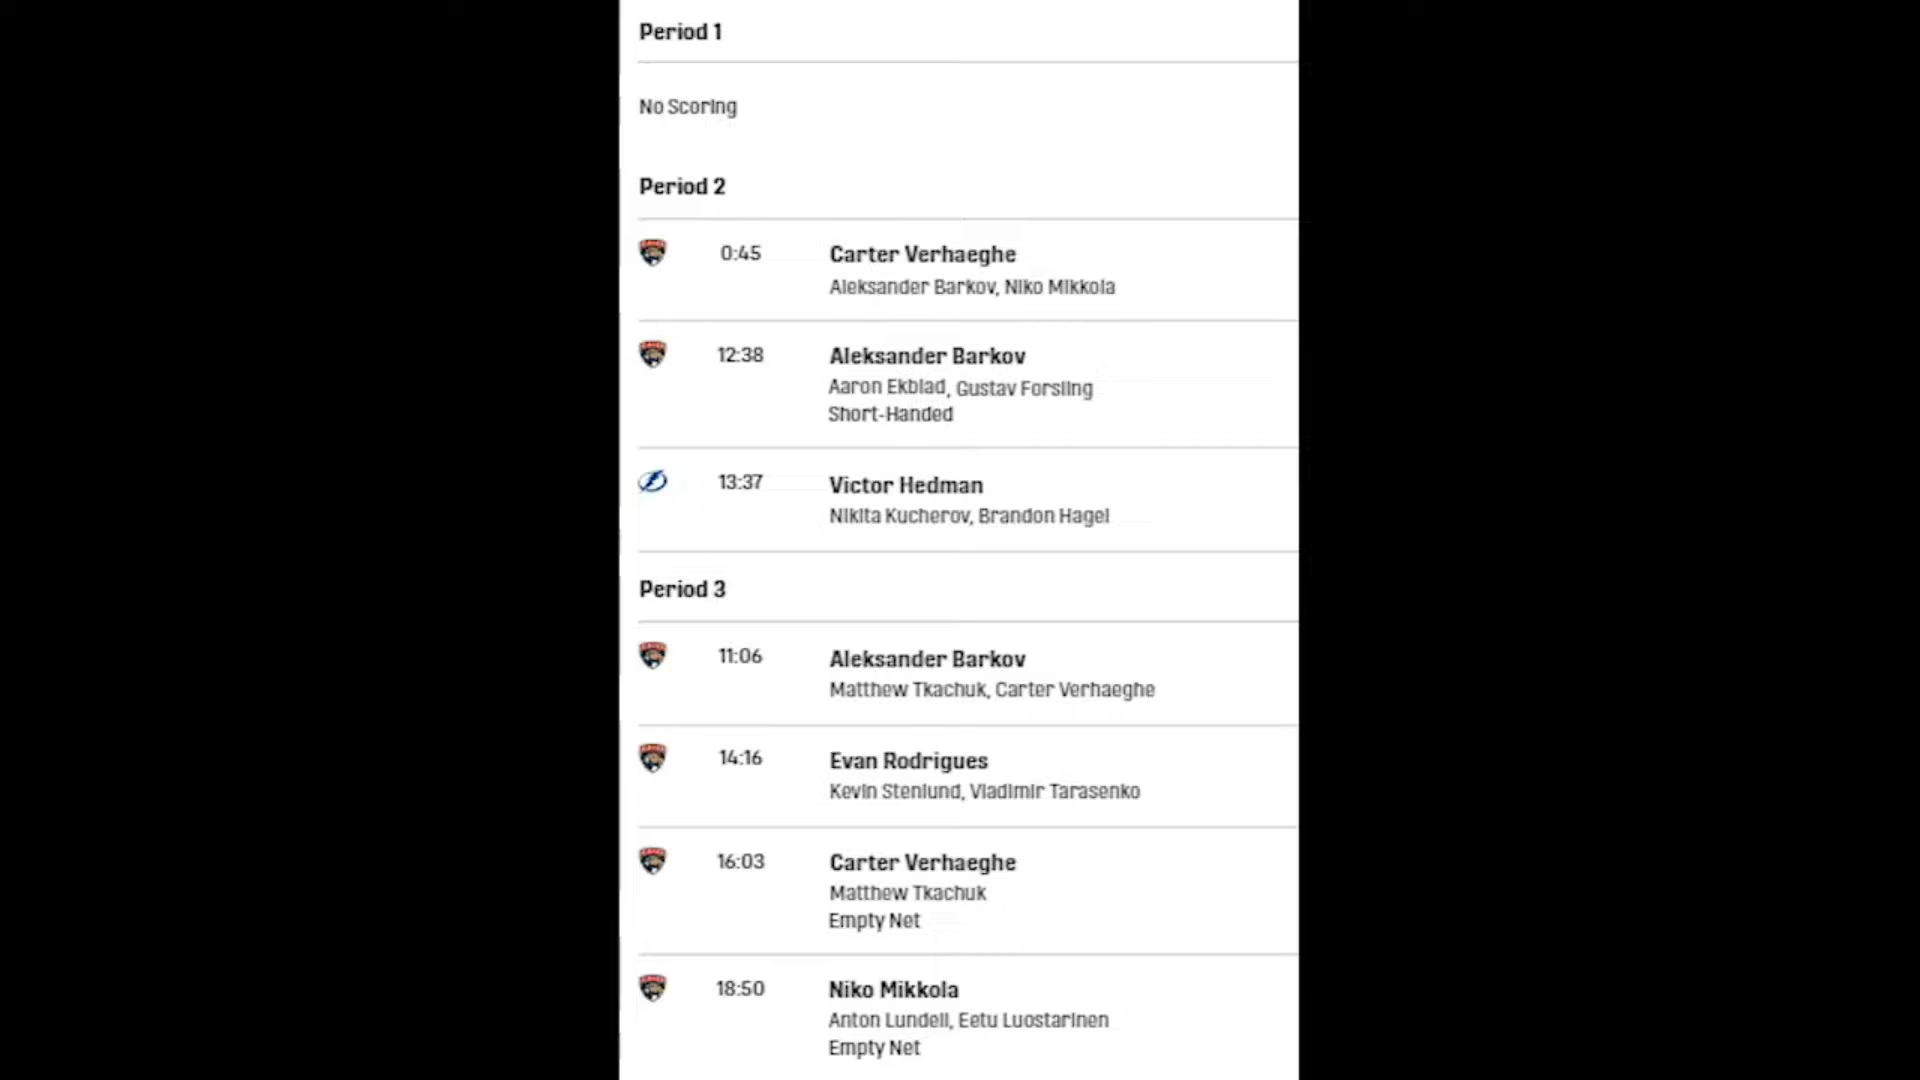 Period 1
No Scoring
Period 2
0:45 Carter Verhaeghe
Aleksander Barkov, Niko Mikkola
12:38 Aleksander Barkov
Aaron Ekblad, Gustav Forsling
Short-Handed
13:37 Victor Hedman
Nikita Kucherov, Brandon Hagel
Period 3
11:06 Aleksander Barkov
Matthew Tkachuk, Carter Verhaeghe
14:16 Evan Rodrigues
Kevin Stenlund, Vladimir Tarasenko
16:03 Carter Verhaeghe
Matthew Tkachuk
Empty Net
18:50 Niko Mikkola
Anton Lundell, Eetu Luostarinen
Empty Net